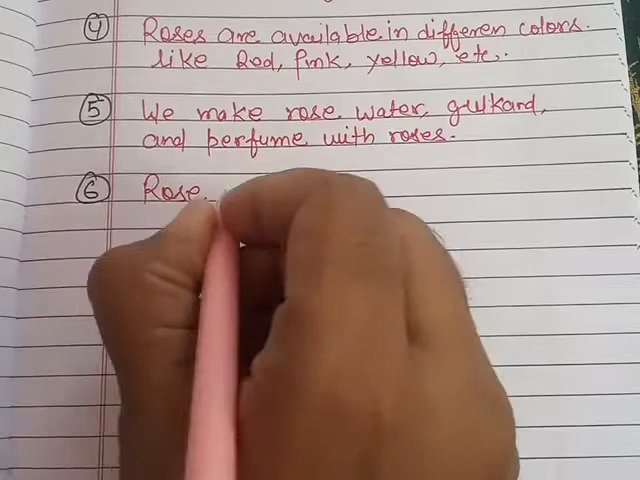 ④ Roses are available in differen colors.
like Red, Pink, yellow, etc.
⑤ We make rose water, gulkand,
and perfume with roses.
⑥ Rose